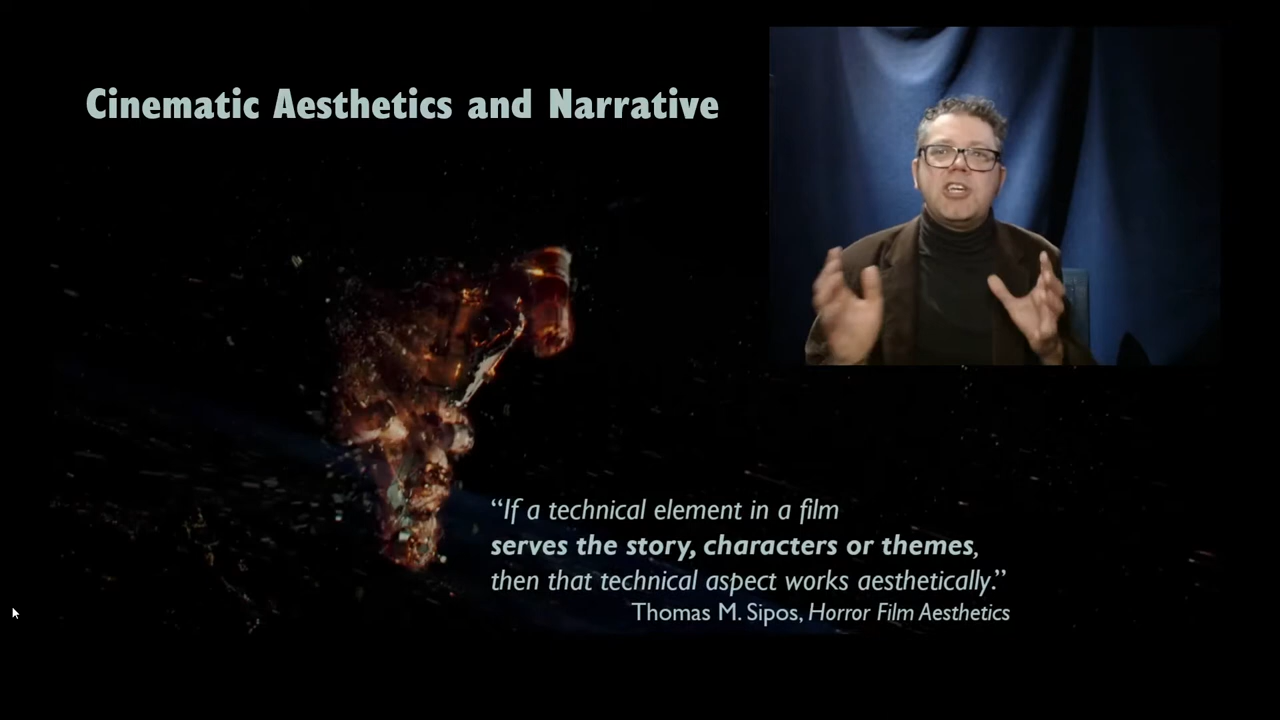 Cinematic Aesthetics and Narrative
“If a technical element in a film
serves the story, characters or themes,
then that technical aspect works aesthetically.”
Thomas M. Sipos, Horror Film Aesthetics